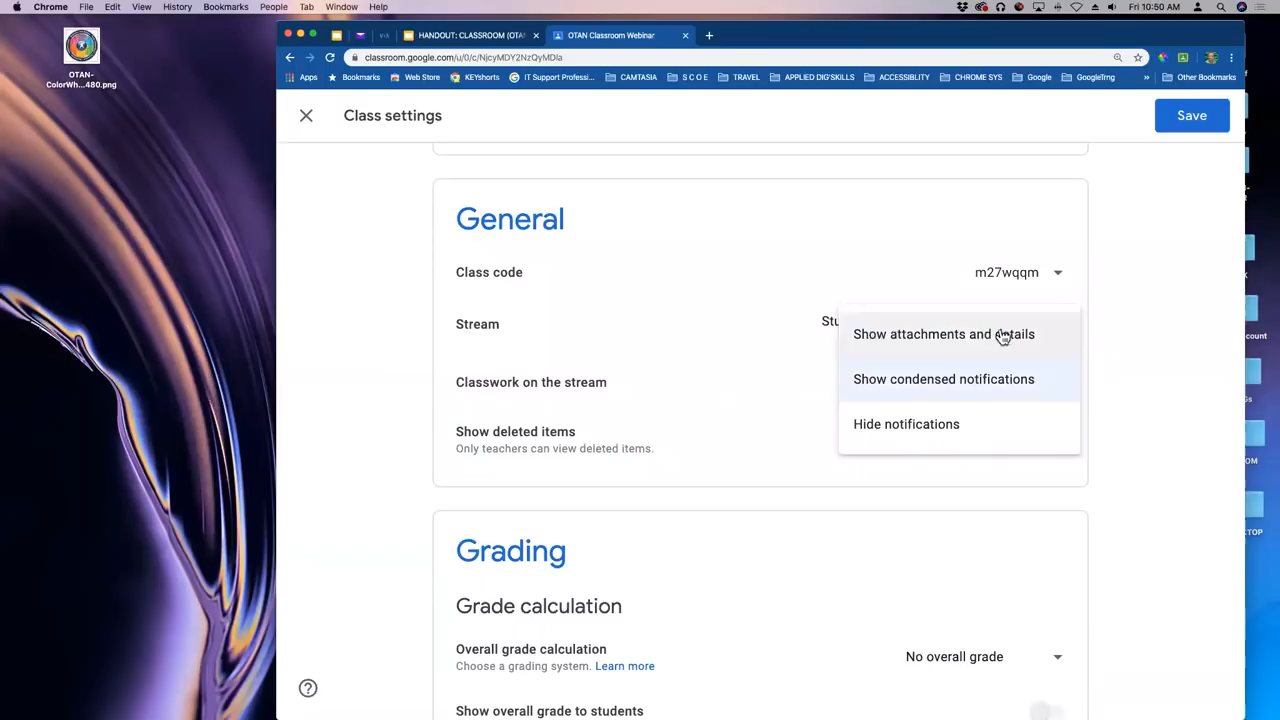 Chrome File Edit View History Bookmarks People Tab Window Help Fri 10:50 AM
OTAN-
ColorWh...480.png
HANDOUT: CLASSROOM (OTAN
OTAN Classroom Webinar
classroom.google.com/u/0/c/NjcyMDY2NzQyMDla
Apps Bookmarks Web Store KEYshorts IT Support Professi... CAMTASIA S C O E TRAVEL APPLIED DIG'SKILLS ACCESSIBLITY CHROME SYS Google GoogleTrng Other Bookmarks
Class settings
Save
General
Class code
m27wqqm
Stream
Stu
Show attachments and details
Classwork on the stream
Show condensed notifications
Show deleted items
Hide notifications
Only teachers can view deleted items.
Grading
Grade calculation
Overall grade calculation
Choose a grading system. Learn more
No overall grade
Show overall grade to students